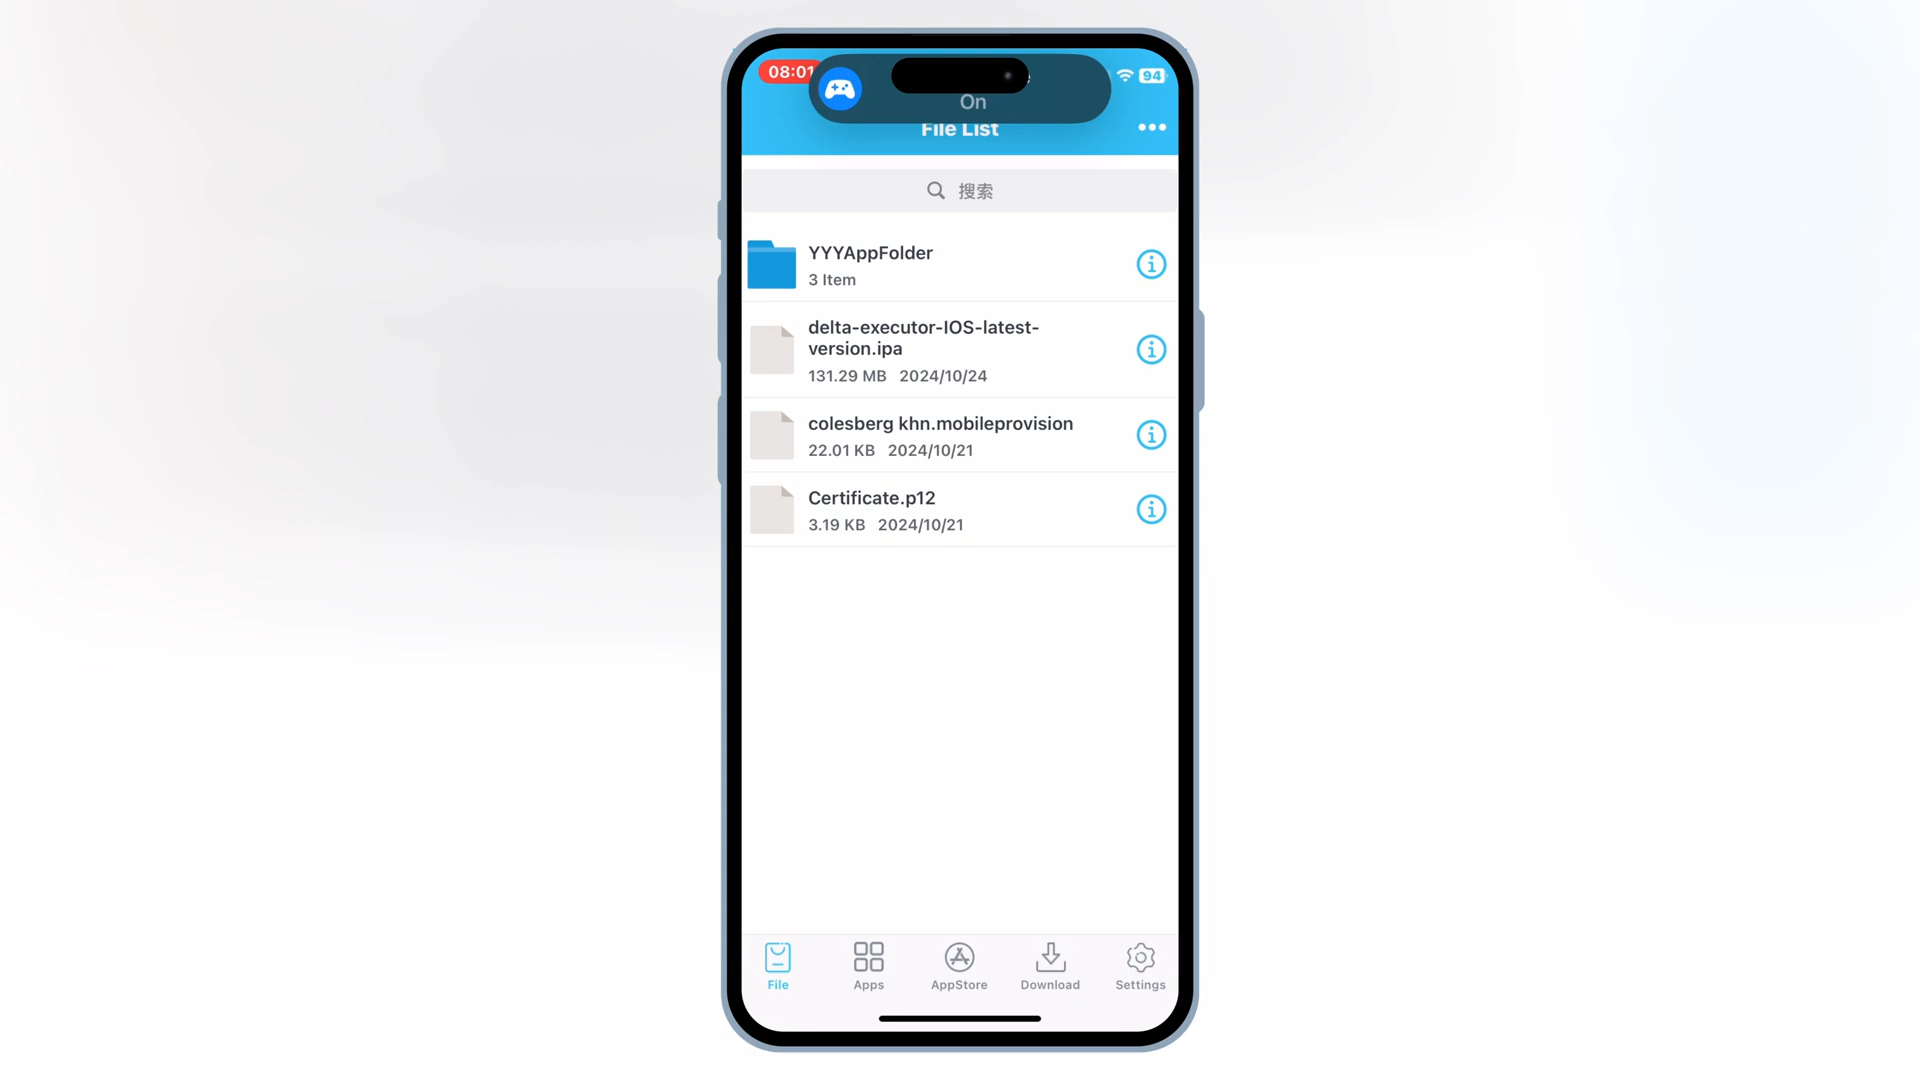 08:01
94
On
File List
搜索
YYYAppFolder
3 Item
delta-executor-IOS-latest-
version.ipa
131.29 MB 2024/10/24
colesberg khn.mobileprovision
22.01 KB 2024/10/21
Certificate.p12
3.19 KB 2024/10/21
File Apps AppStore Download Settings